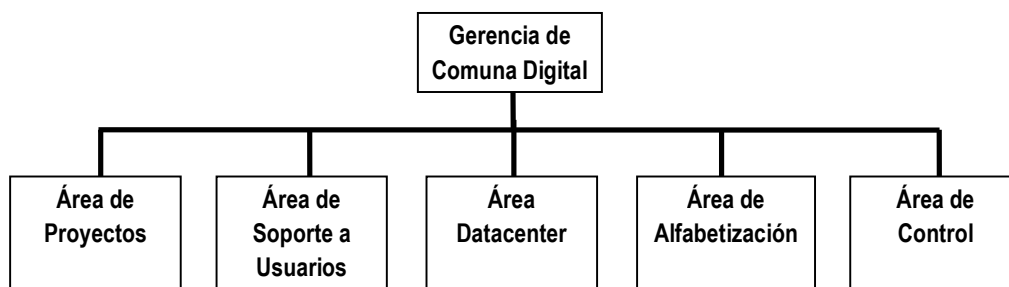 Gerencia de
Comuna Digital
Área de
Proyectos
Área de
Soporte a
Usuarios
Área
Datacenter
Área de
Alfabetización
Área de
Control